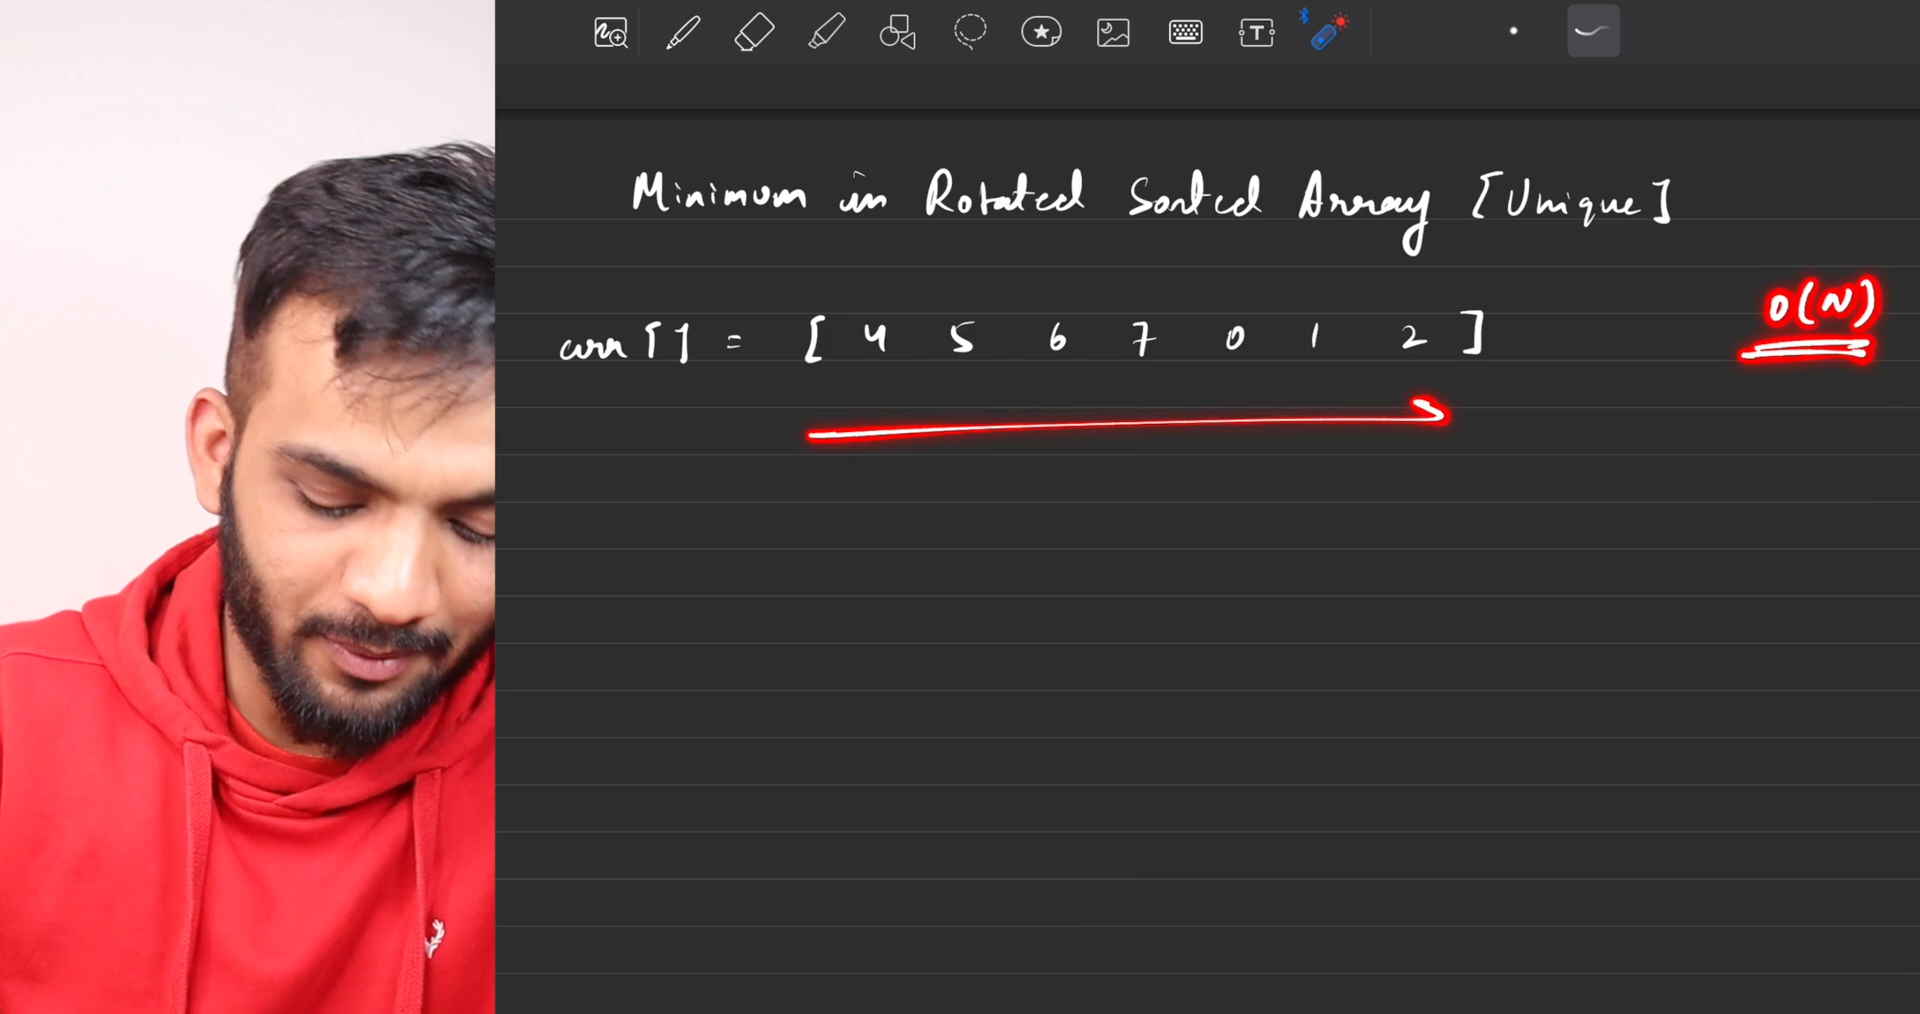 Minimum in Rotated Sorted Array [Unique]
arr[] = [ 4 5 6 7 0 1 2 ]
O(N)